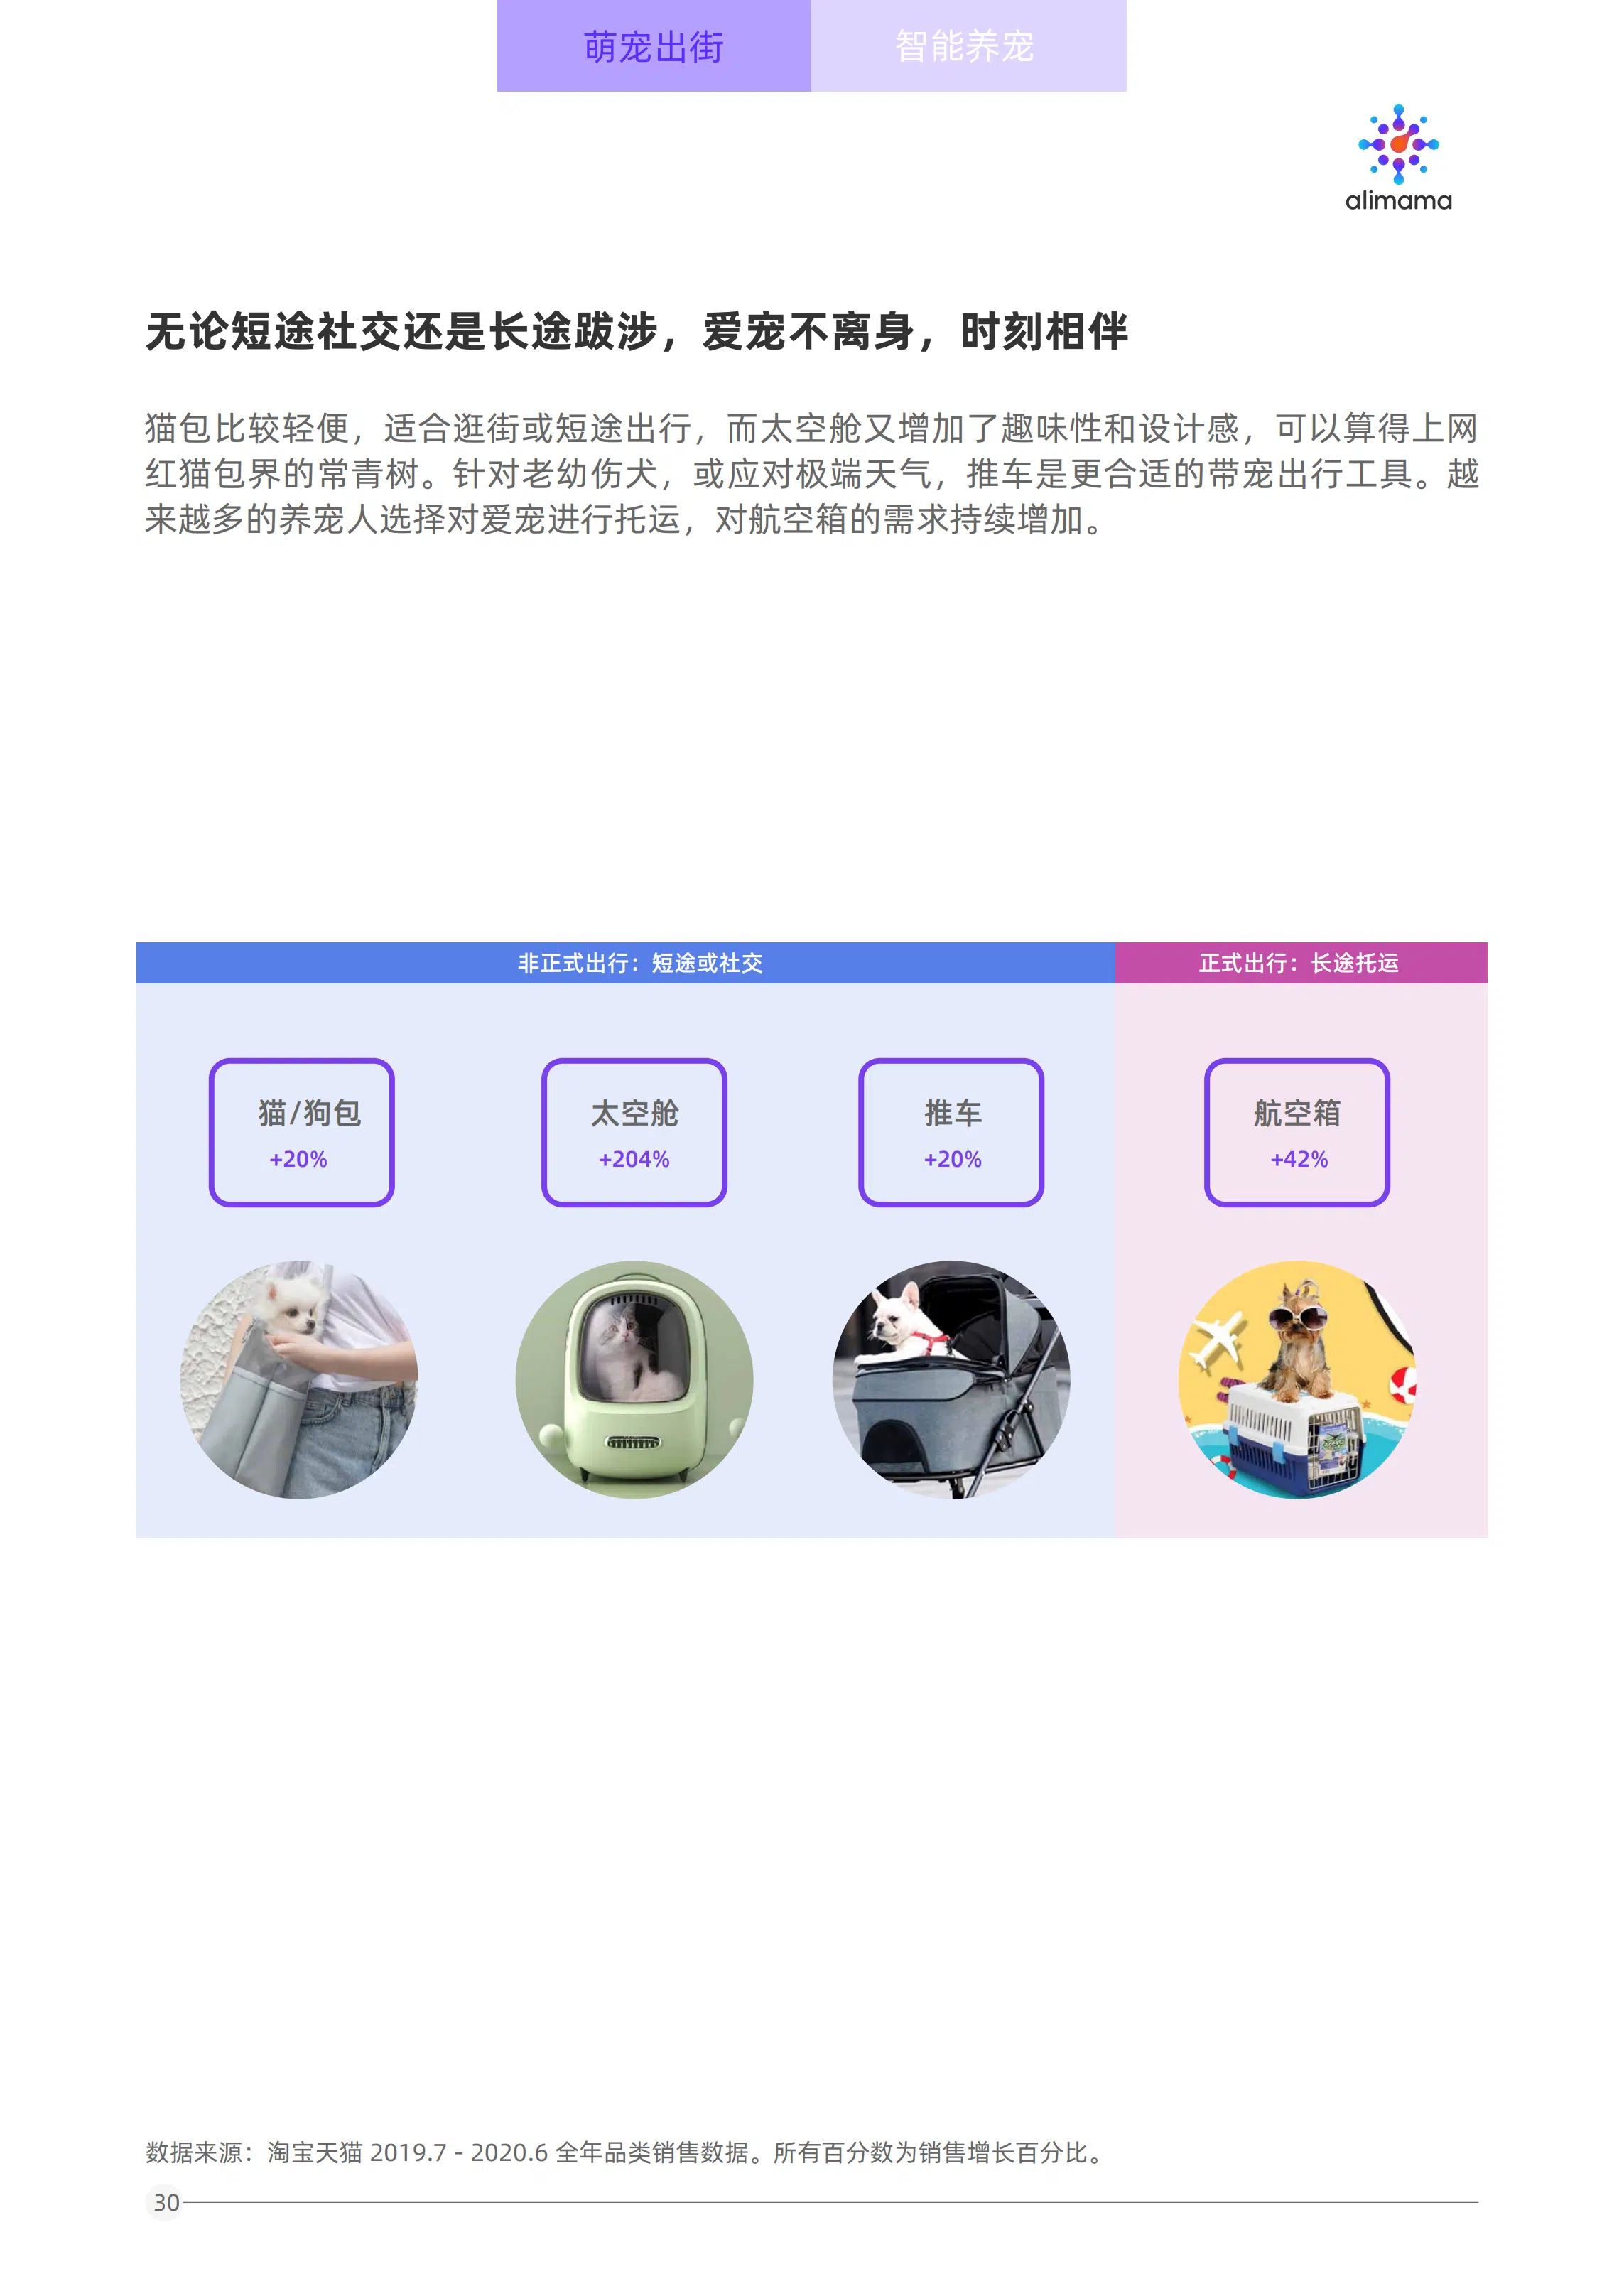 萌宠出街
智能养宠
alimama
无论短途社交还是长途跋涉，爱宠不离身，时刻相伴
猫包比较轻便，适合逛街或短途出行，而太空舱又增加了趣味性和设计感，可以算得上网
红猫包界的常青树。针对老幼伤犬，或应对极端天气，推车是更合适的带宠出行工具。越
来越多的养宠人选择对爱宠进行托运，对航空箱的需求持续增加。
非正式出行：短途或社交
正式出行：长途托运
猫/狗包
+20%
太空舱
+204%
推车
+20%
航空箱
+42%
数据来源：淘宝天猫 2019.7 - 2020.6 全年品类销售数据。所有百分数为销售增长百分比。
30